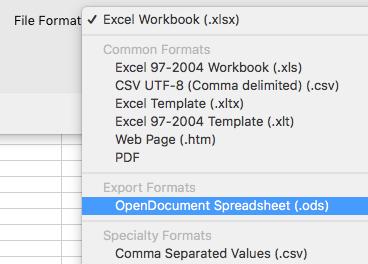 File Format ✓ Excel Workbook (.xlsx)
Common Formats
Excel 97-2004 Workbook (.xls)
CSV UTF-8 (Comma delimited) (.csv)
Excel Template (.xltx)
Excel 97-2004 Template (.xlt)
Web Page (.htm)
PDF
Export Formats
OpenDocument Spreadsheet (.ods)
Specialty Formats
Comma Separated Values (.csv)